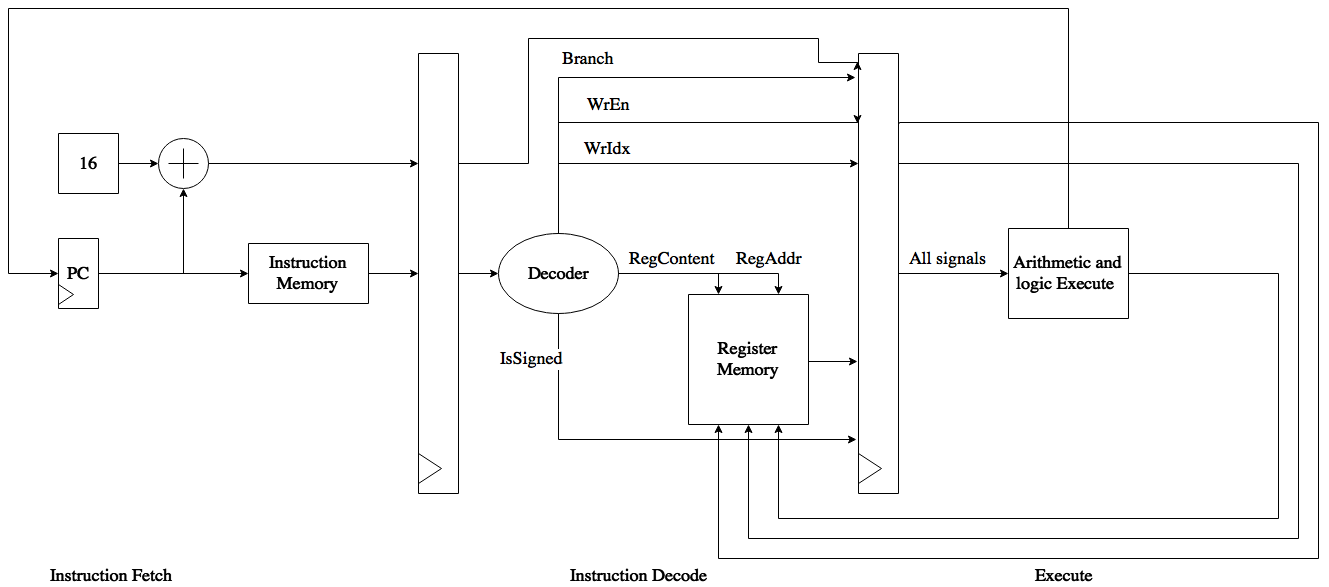 Branch
WrEn
WrIdx
16
PC
Instruction
Memory
Decoder
RegContent
RegAddr
All signals
Arithmetic and
logic Execute
IsSigned
Register
Memory
Instruction Fetch
Instruction Decode
Execute